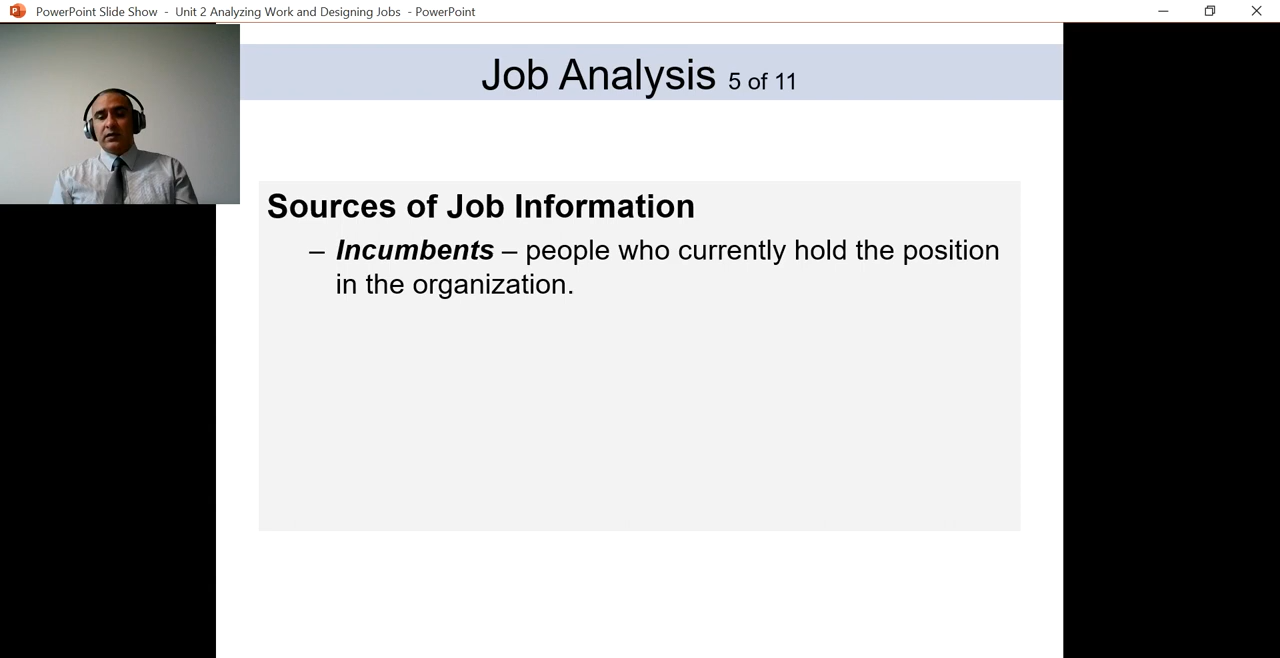 PowerPoint Slide Show - Unit 2 Analyzing Work and Designing Jobs - PowerPoint
Job Analysis 5 of 11
Sources of Job Information
– Incumbents – people who currently hold the position
in the organization.